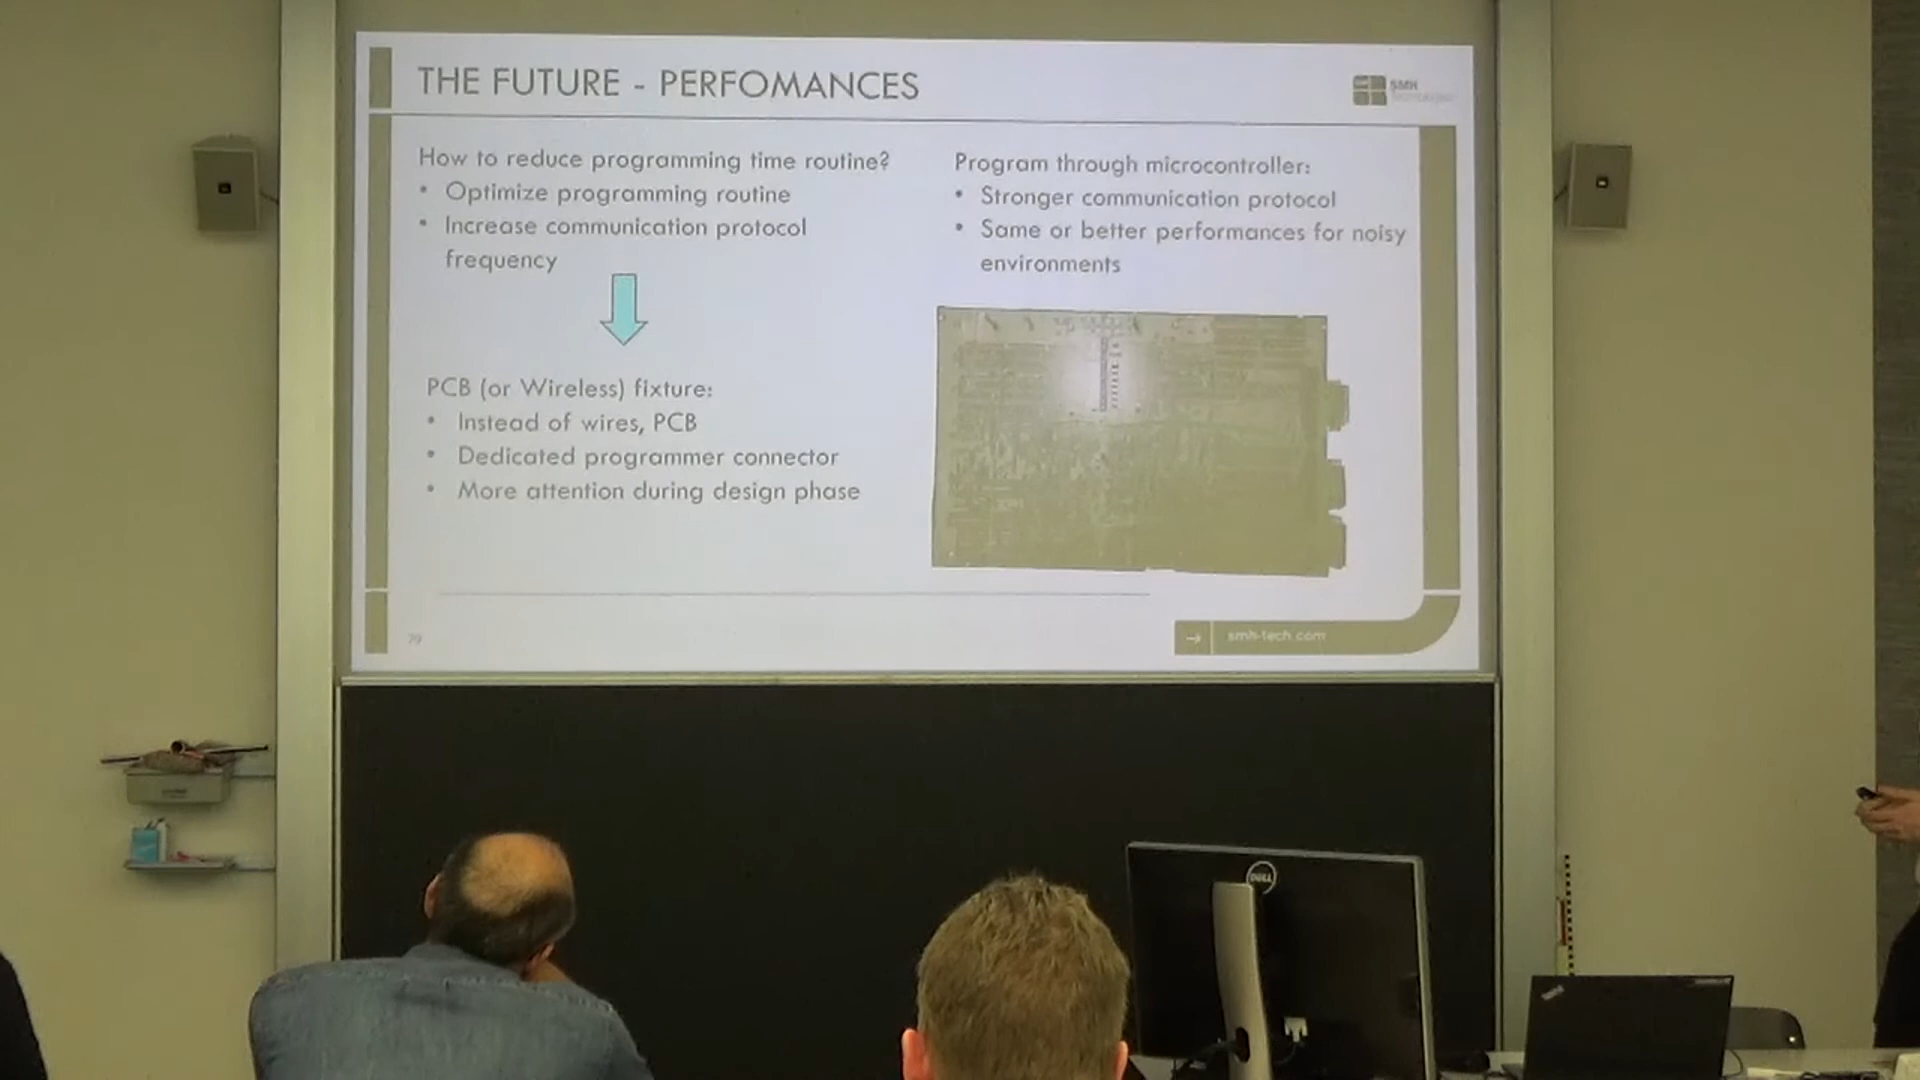 THE FUTURE - PERFOMANCES
SMH
How to reduce programming time routine?
• Optimize programming routine
• Increase communication protocol
frequency
PCB (or Wireless) fixture:
• Instead of wires, PCB
• Dedicated programmer connector
• More attention during design phase
Program through microcontroller:
• Stronger communication protocol
• Same or better performances for noisy
environments
→ smh-tech.com
DELL